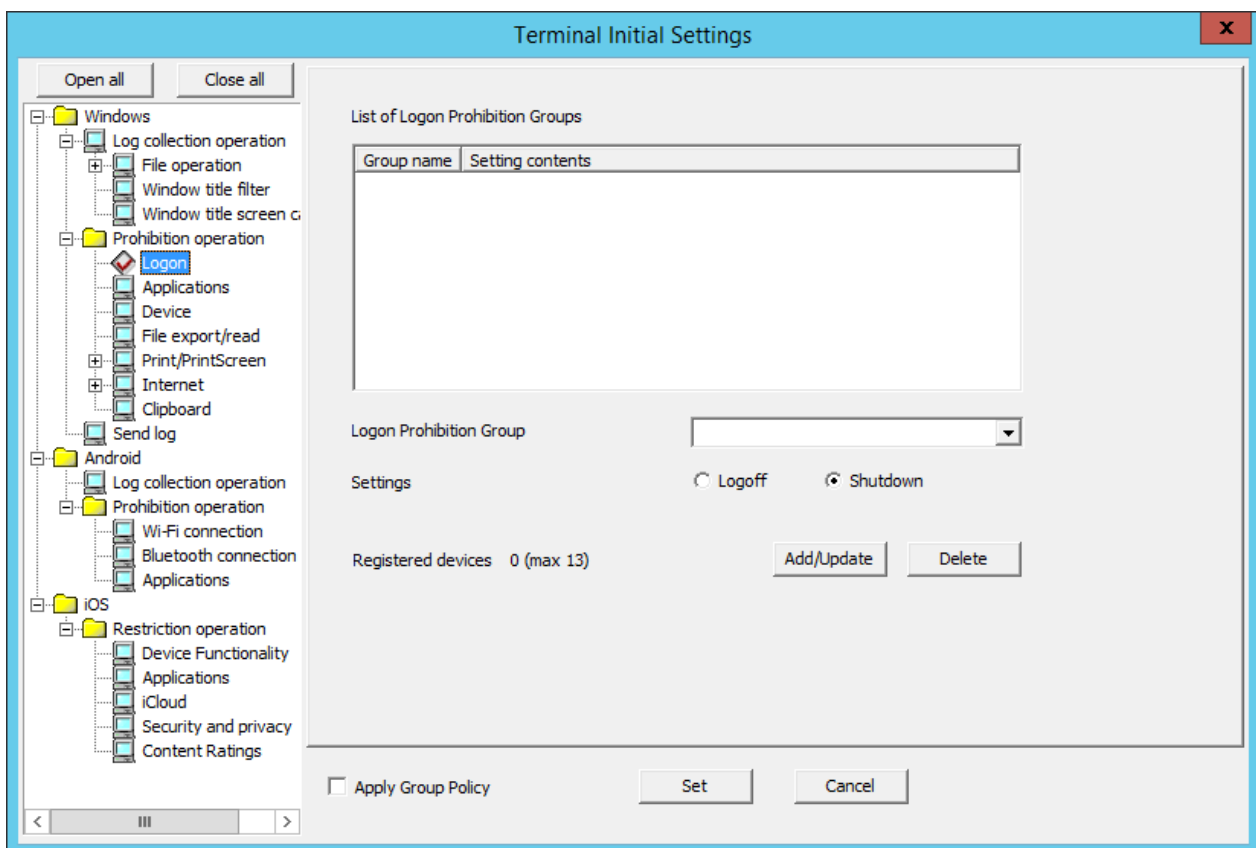 Terminal Initial Settings
x
Open all Close all
Windows
Log collection operation
File operation
Window title filter
Window title screen ca
Prohibition operation
Logon
Applications
Device
File export/read
Print/PrintScreen
Internet
Clipboard
Send log
Android
Log collection operation
Prohibition operation
Wi-Fi connection
Bluetooth connection
Applications
iOS
Restriction operation
Device Functionality
Applications
iCloud
Security and privacy
Content Ratings
List of Logon Prohibition Groups
Group name Setting contents
Logon Prohibition Group
Settings Logoff Shutdown
Registered devices 0 (max 13) Add/Update Delete
Apply Group Policy Set Cancel